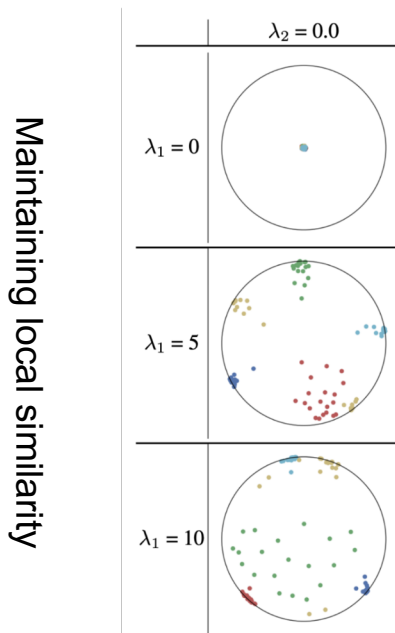 Maintaining local similarity
λ₂ = 0.0
λ₁ = 0
λ₁ = 5
λ₁ = 10